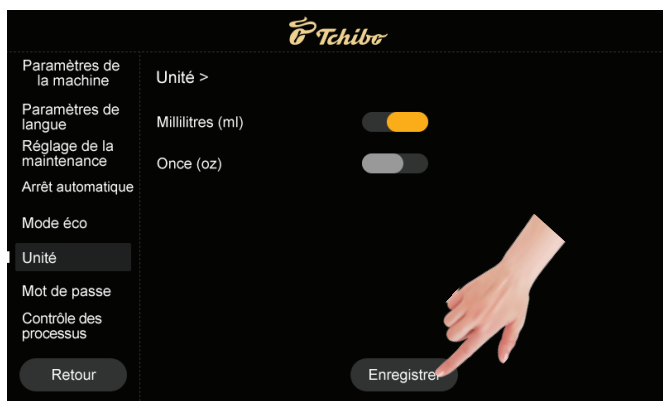 Tchibo
Paramètres de
la machine
Paramètres de
langue
Réglage de la
maintenance
Arrêt automatique
Mode éco
Unité
Mot de passe
Contrôle des
processus
Retour
Unité >
Millilitres (ml)
Once (oz)
Enregistrer